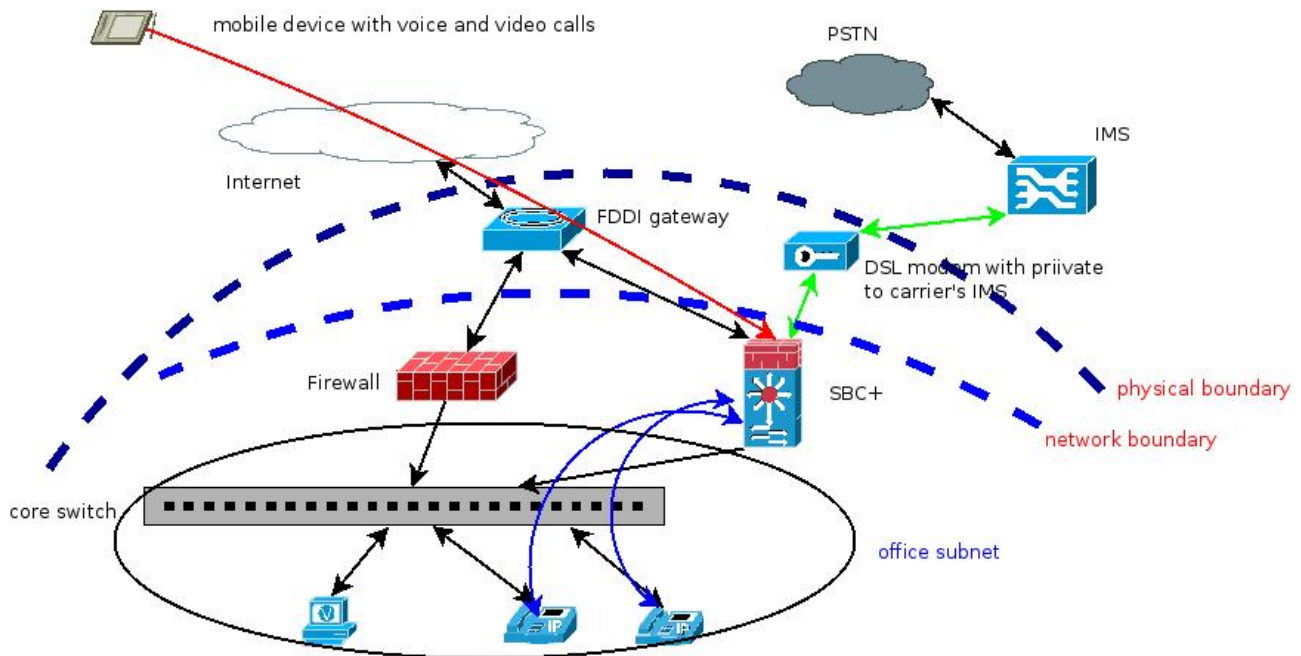 mobile device with voice and video calls
PSTN
IMS
Internet
FDDI gateway
DSL modem with priivate
to carrier's IMS
Firewall
SBC+
physical boundary
network boundary
core switch
office subnet
V
IP
IP